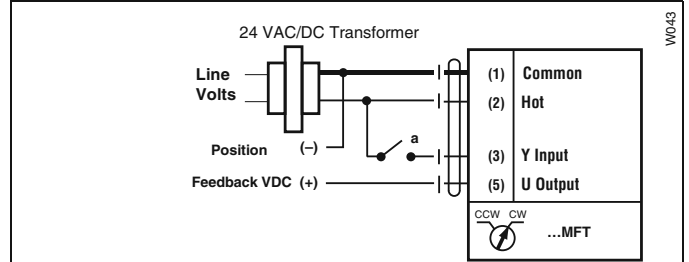 24 VAC/DC Transformer
W043
Line
Volts
(1) Common
(2) Hot
a
Position (–)
(3) Y Input
Feedback VDC (+)
(5) U Output
CCW CW
...MFT